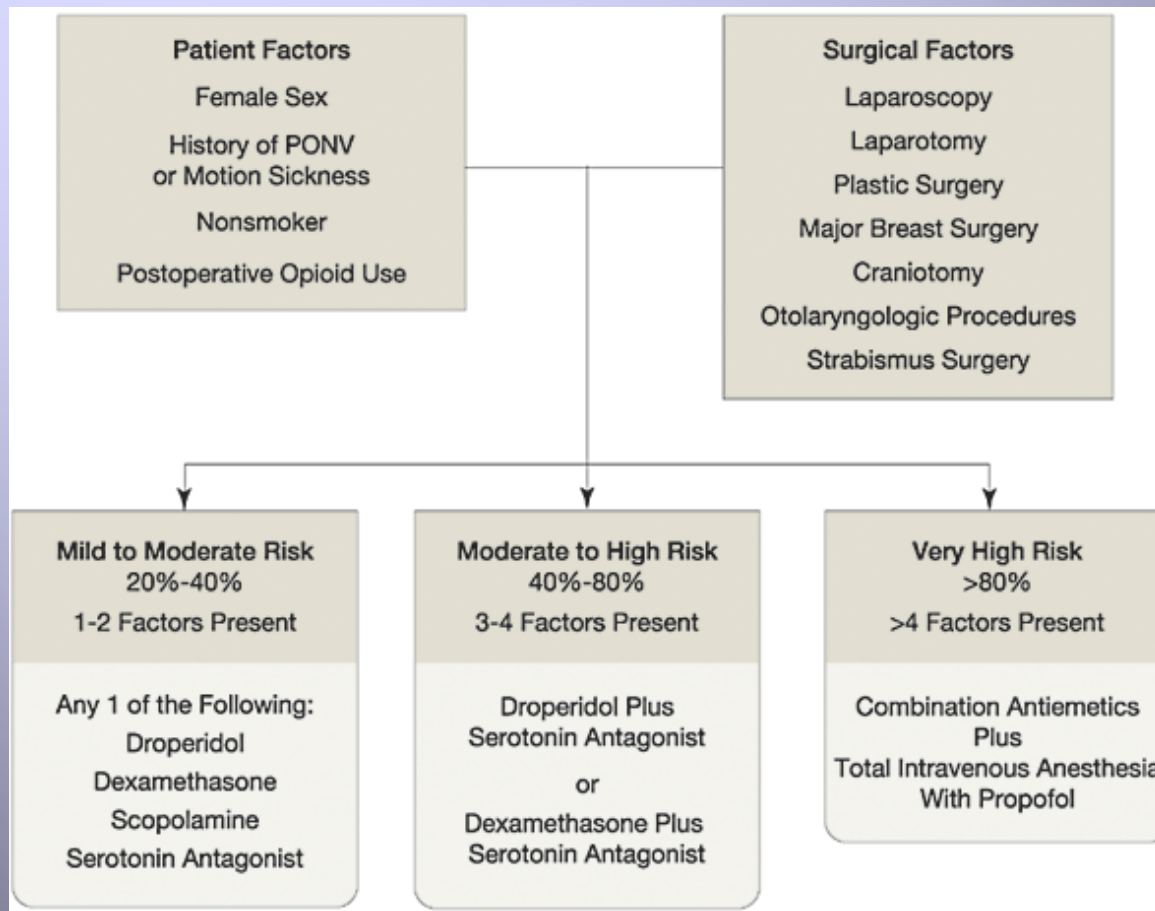 Patient Factors
Female Sex
History of PONV
or Motion Sickness
Nonsmoker
Postoperative Opioid Use
Surgical Factors
Laparoscopy
Laparotomy
Plastic Surgery
Major Breast Surgery
Craniotomy
Otolaryngologic Procedures
Strabismus Surgery
Mild to Moderate Risk
20%-40%
1-2 Factors Present
Any 1 of the Following:
Droperidol
Dexamethasone
Scopolamine
Serotonin Antagonist
Moderate to High Risk
40%-80%
3-4 Factors Present
Droperidol Plus
Serotonin Antagonist
or
Dexamethasone Plus
Serotonin Antagonist
Very High Risk
>80%
>4 Factors Present
Combination Antiemetics
Plus
Total Intravenous Anesthesia
With Propofol